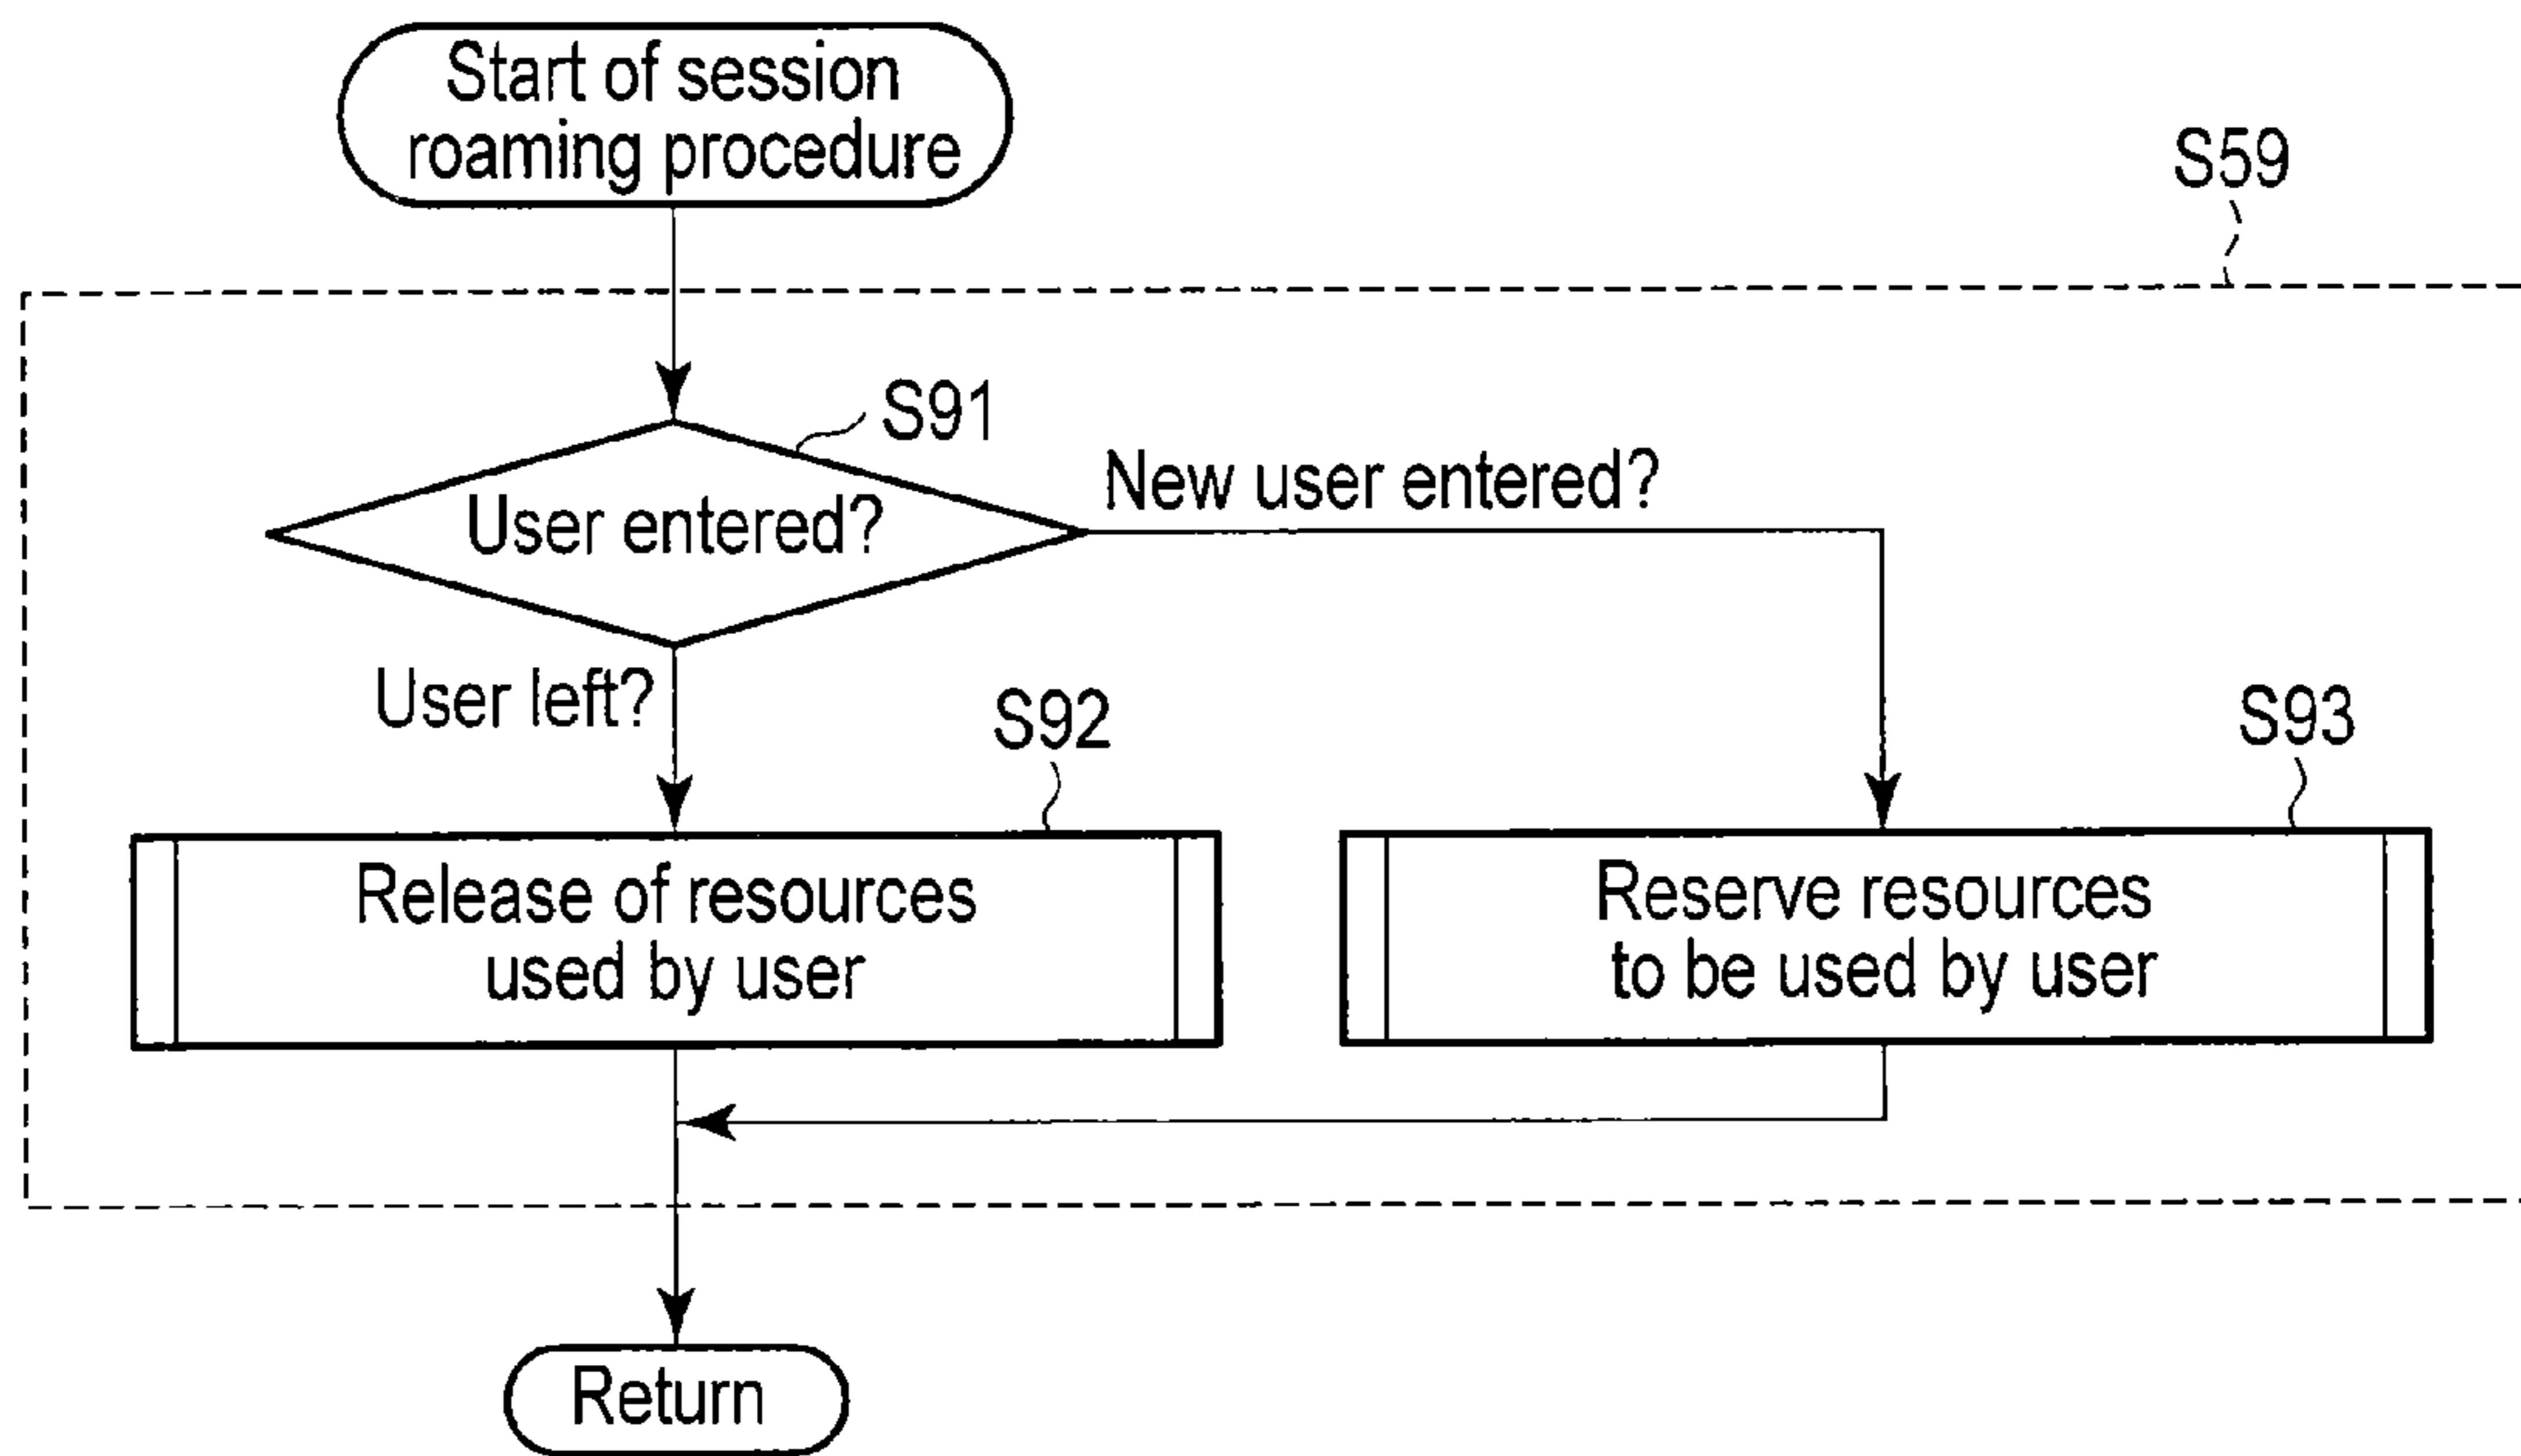 Start of session
roaming procedure
S59
S91
User entered?
New user entered?
User left?
S92
S93
Release of resources
used by user
Reserve resources
to be used by user
Return